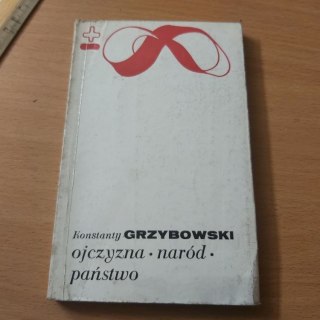 Konstanty GRZYBOWSKI
ojczyzna · naród ·
państwo